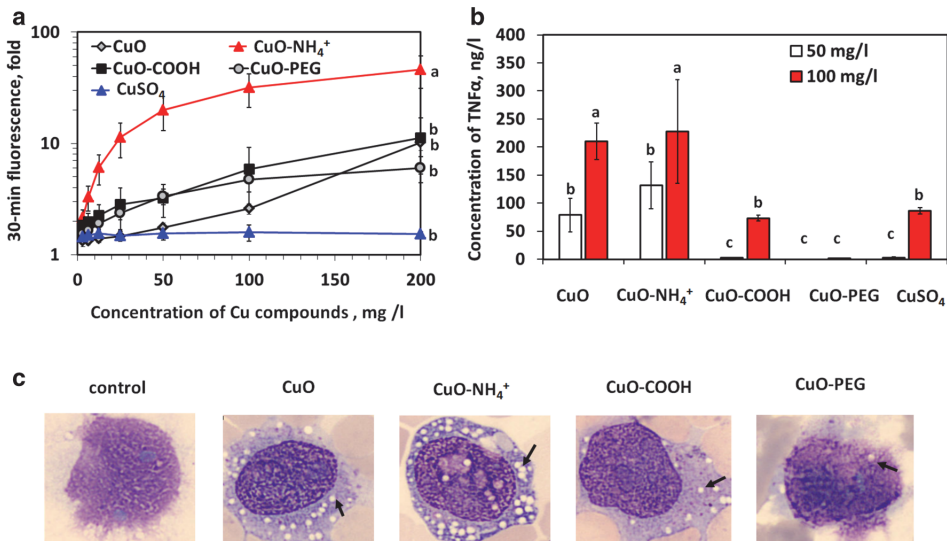 a
30-min fluorescence, fold
100
10
1
CuO
CuO-NH₄⁺
CuO-COOH
CuO-PEG
CuSO₄
a
b
b
b
b
0
50
100
150
200
Concentration of Cu compounds , mg /l
b
Concentration of TNFα, ng/l
400
350
300
250
200
150
100
50
0
50 mg/l
100 mg/l
b
a
b
a
c
b
c
c
c
b
CuO
CuO-NH₄⁺
CuO-COOH
CuO-PEG
CuSO₄
c
control
CuO
CuO-NH₄⁺
CuO-COOH
CuO-PEG